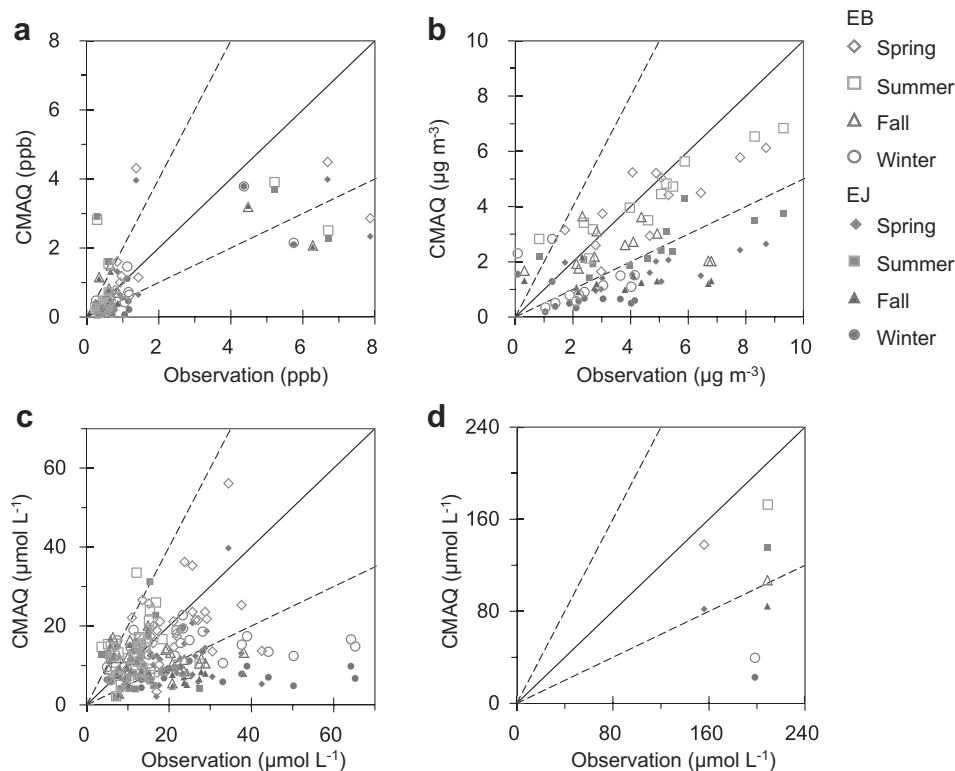 a
8
6
4
2
0
CMAQ (ppb)
0
2
4
6
8
Observation (ppb)
b
10
8
6
4
2
0
CMAQ (µg m-3)
0
2
4
6
8
10
Observation (µg m-3)
EB
Spring
Summer
Fall
Winter
EJ
Spring
Summer
Fall
Winter
c
60
40
20
0
CMAQ (µmol L-1)
0
20
40
60
Observation (µmol L-1)
d
240
160
80
0
CMAQ (µmol L-1)
0
80
160
240
Observation (µmol L-1)